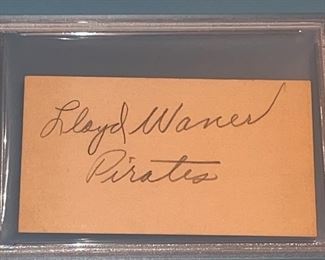 Lloyd Waner
Pirates